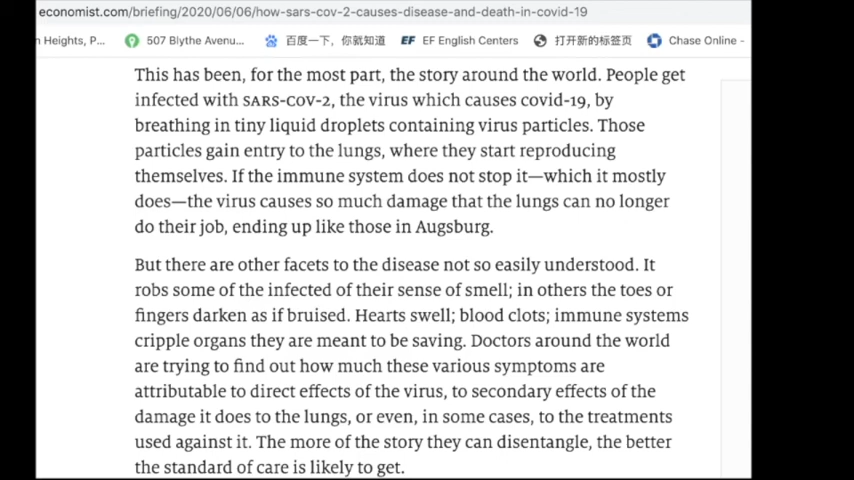 economist.com/briefing/2020/06/06/how-sars-cov-2-causes-disease-and-death-in-covid-19
n Heights, P... 507 Blythe Avenu... 百度一下，你就知道 EF EF English Centers 打开新的标签页 Chase Online -
This has been, for the most part, the story around the world. People get
infected with SARS-COV-2, the virus which causes covid-19, by
breathing in tiny liquid droplets containing virus particles. Those
particles gain entry to the lungs, where they start reproducing
themselves. If the immune system does not stop it—which it mostly
does—the virus causes so much damage that the lungs can no longer
do their job, ending up like those in Augsburg.
But there are other facets to the disease not so easily understood. It
robs some of the infected of their sense of smell; in others the toes or
fingers darken as if bruised. Hearts swell; blood clots; immune systems
cripple organs they are meant to be saving. Doctors around the world
are trying to find out how much these various symptoms are
attributable to direct effects of the virus, to secondary effects of the
damage it does to the lungs, or even, in some cases, to the treatments
used against it. The more of the story they can disentangle, the better
the standard of care is likely to get.